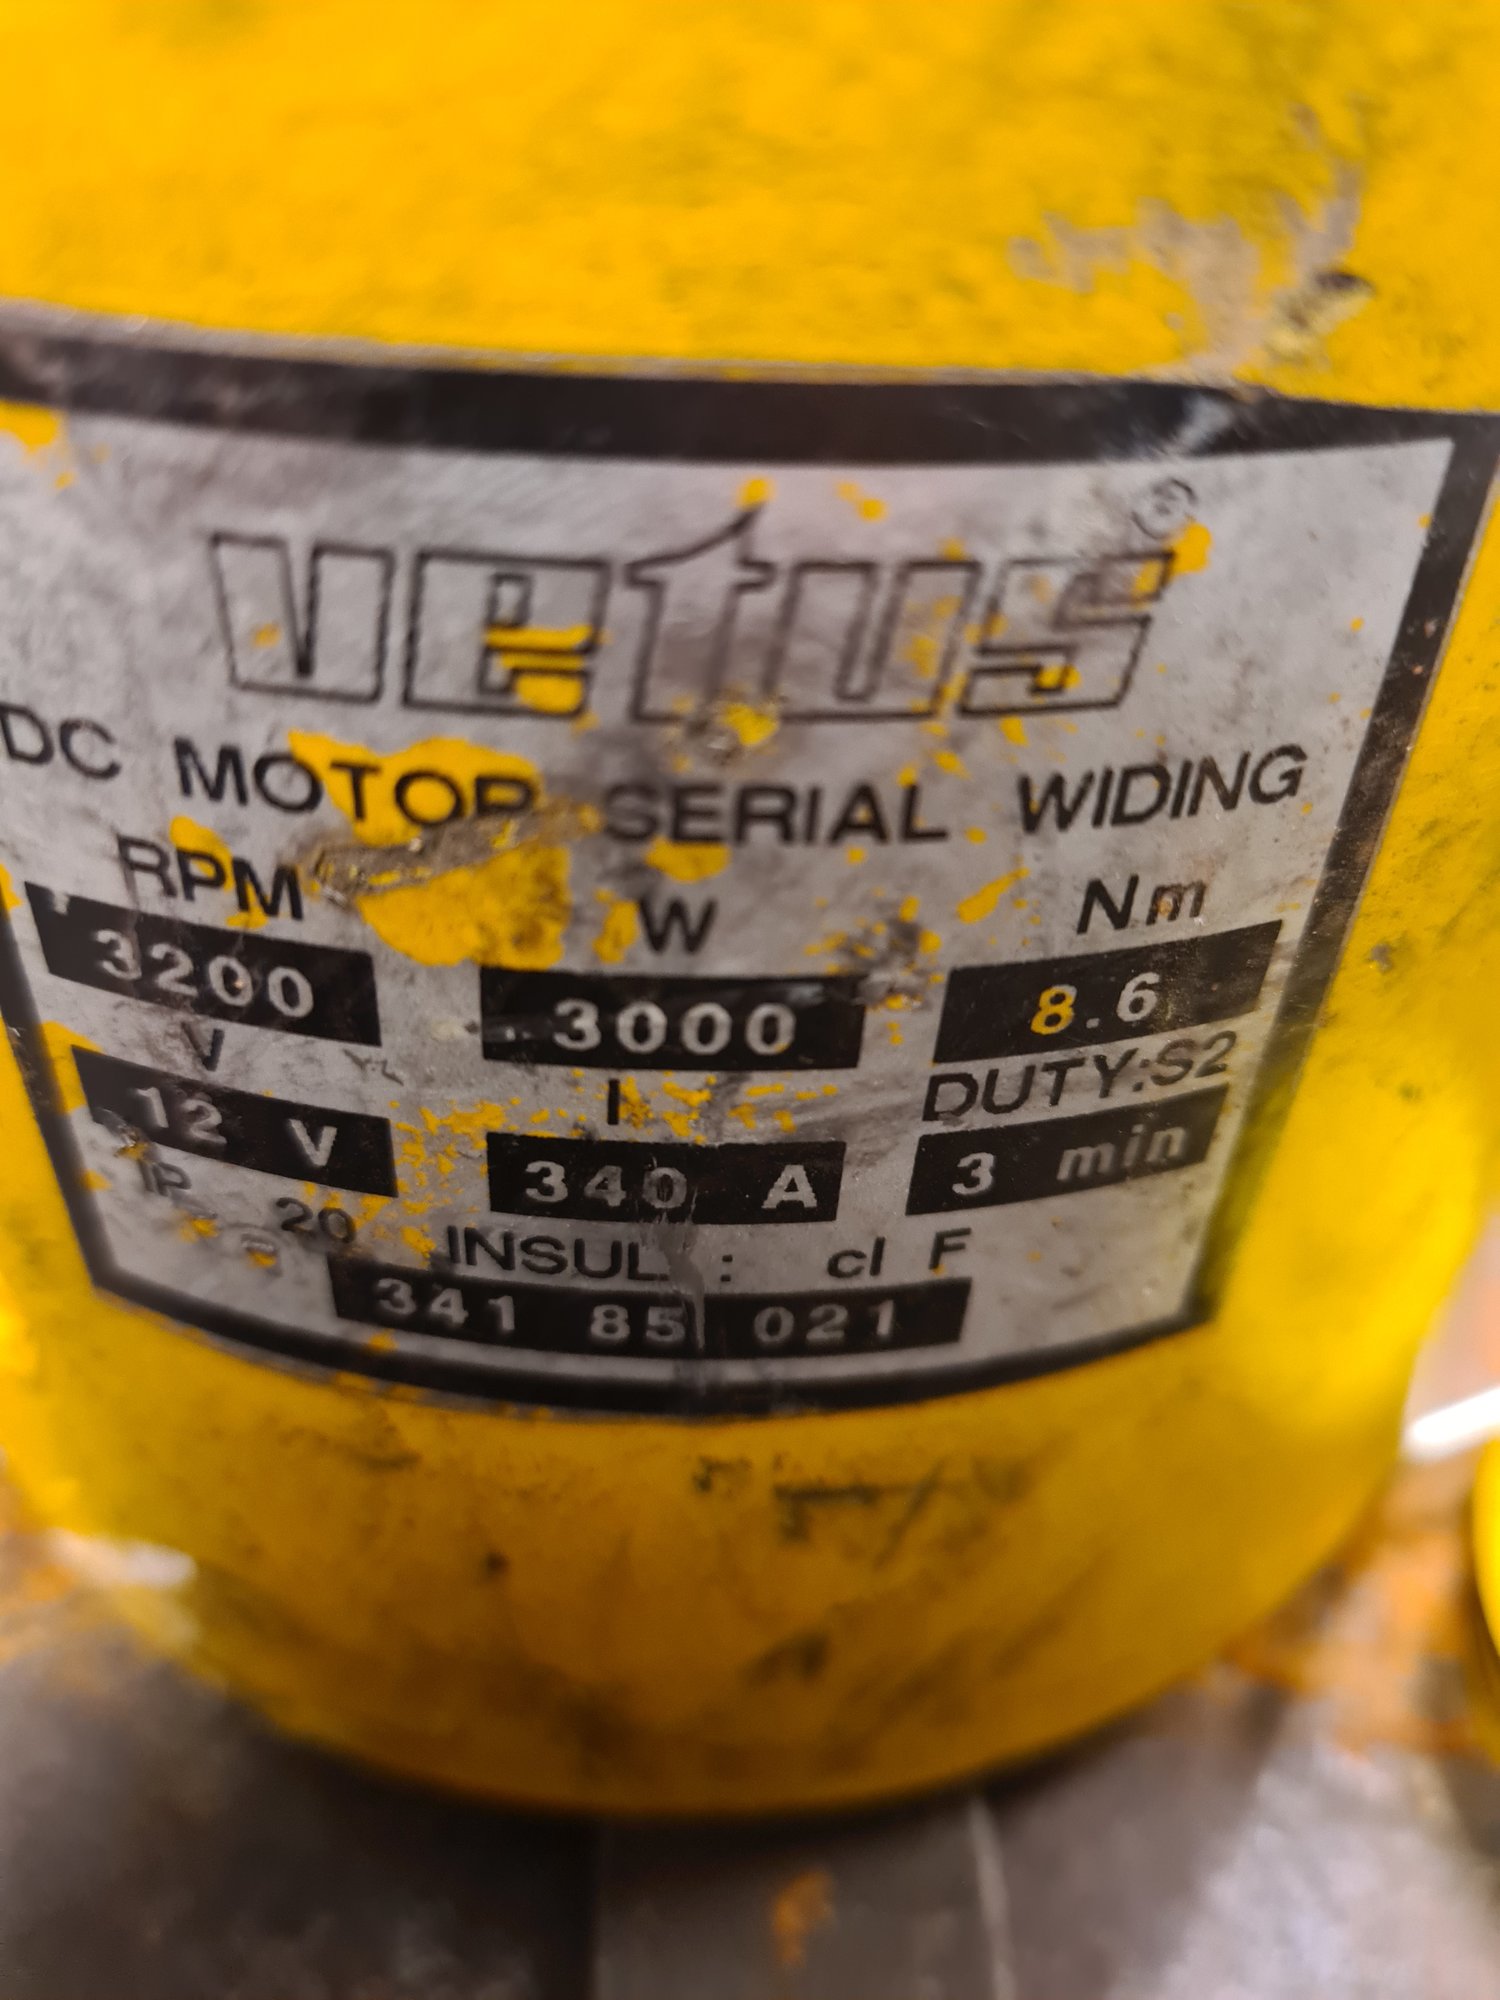 vetus®
DC MOTOR SERIAL WIDING
RPM W Nm
3200 3000 8.6
V I DUTY:S2
12 V 340 A 3 min
IP 20 INSUL : cl F
341 85 021